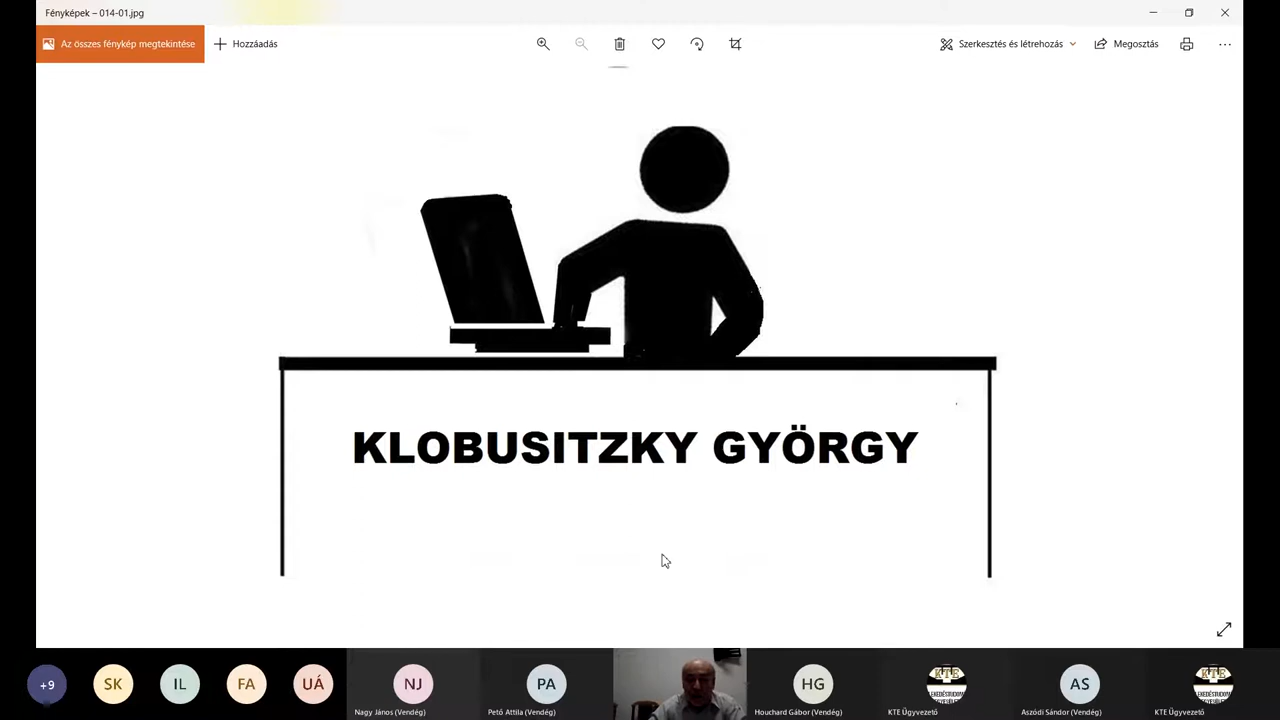 Fényképek – 014-01.jpg
Az összes fénykép megtekintése
Hozzáadás
Szerkesztés és létrehozás
Megosztás
KLOBUSITZKY GYÖRGY
+9
SK
IL
FA
UÁ
NJ
PA
HG
KTE
AS
KTE
Nagy János (Vendég)
Pető Attila (Vendég)
Houchard Gábor (Vendég)
KTE Ügyvezető
Aszódi Sándor (Vendég)
KTE Ügyvezető